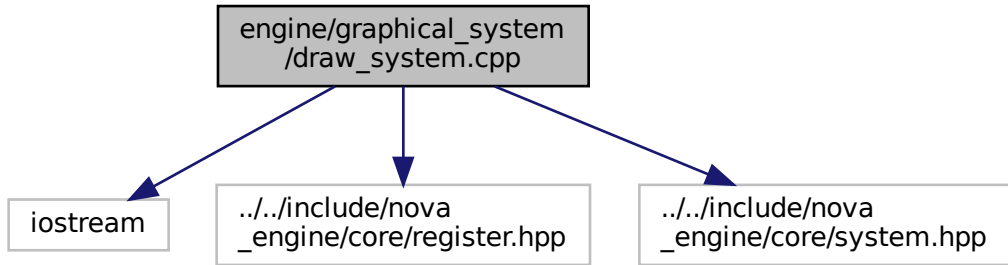 engine/graphical_system
/draw_system.cpp
iostream
../../include/nova
_engine/core/register.hpp
../../include/nova
_engine/core/system.hpp